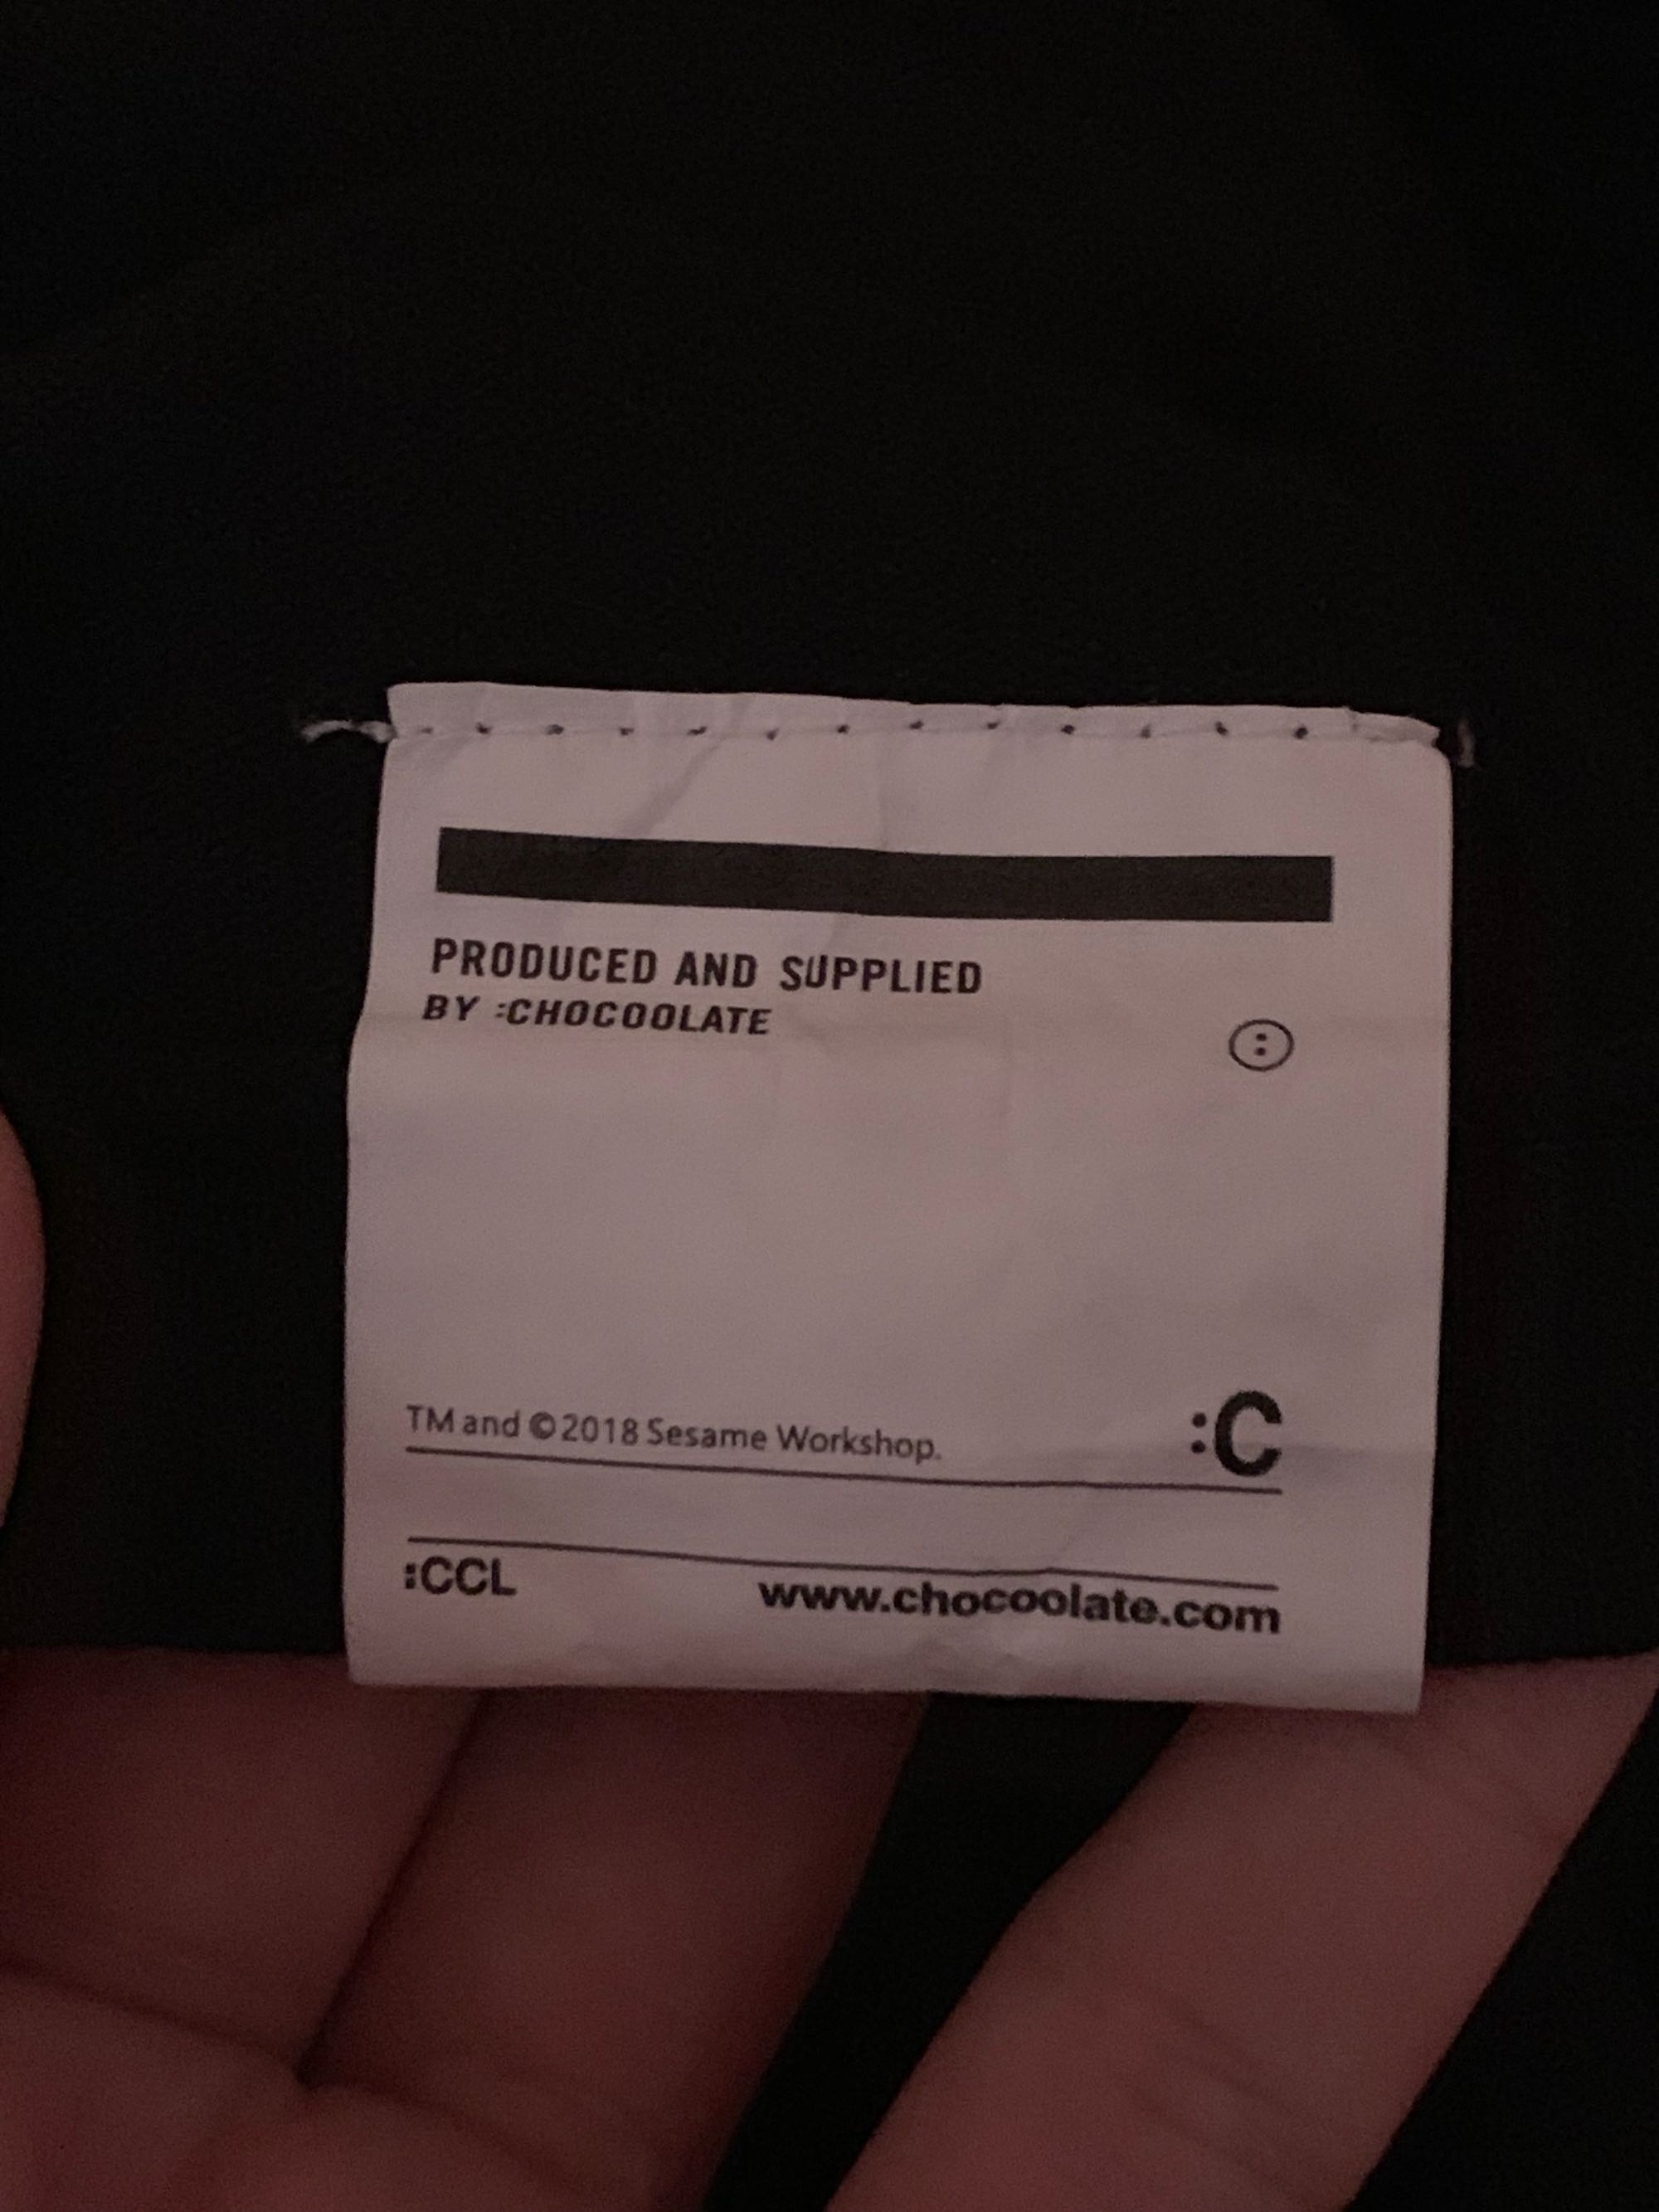 PRODUCED AND SUPPLIED
BY :CHOCOOLATE
:
TM and ©2018 Sesame Workshop.
:C
:CCL
www.chocoolate.com